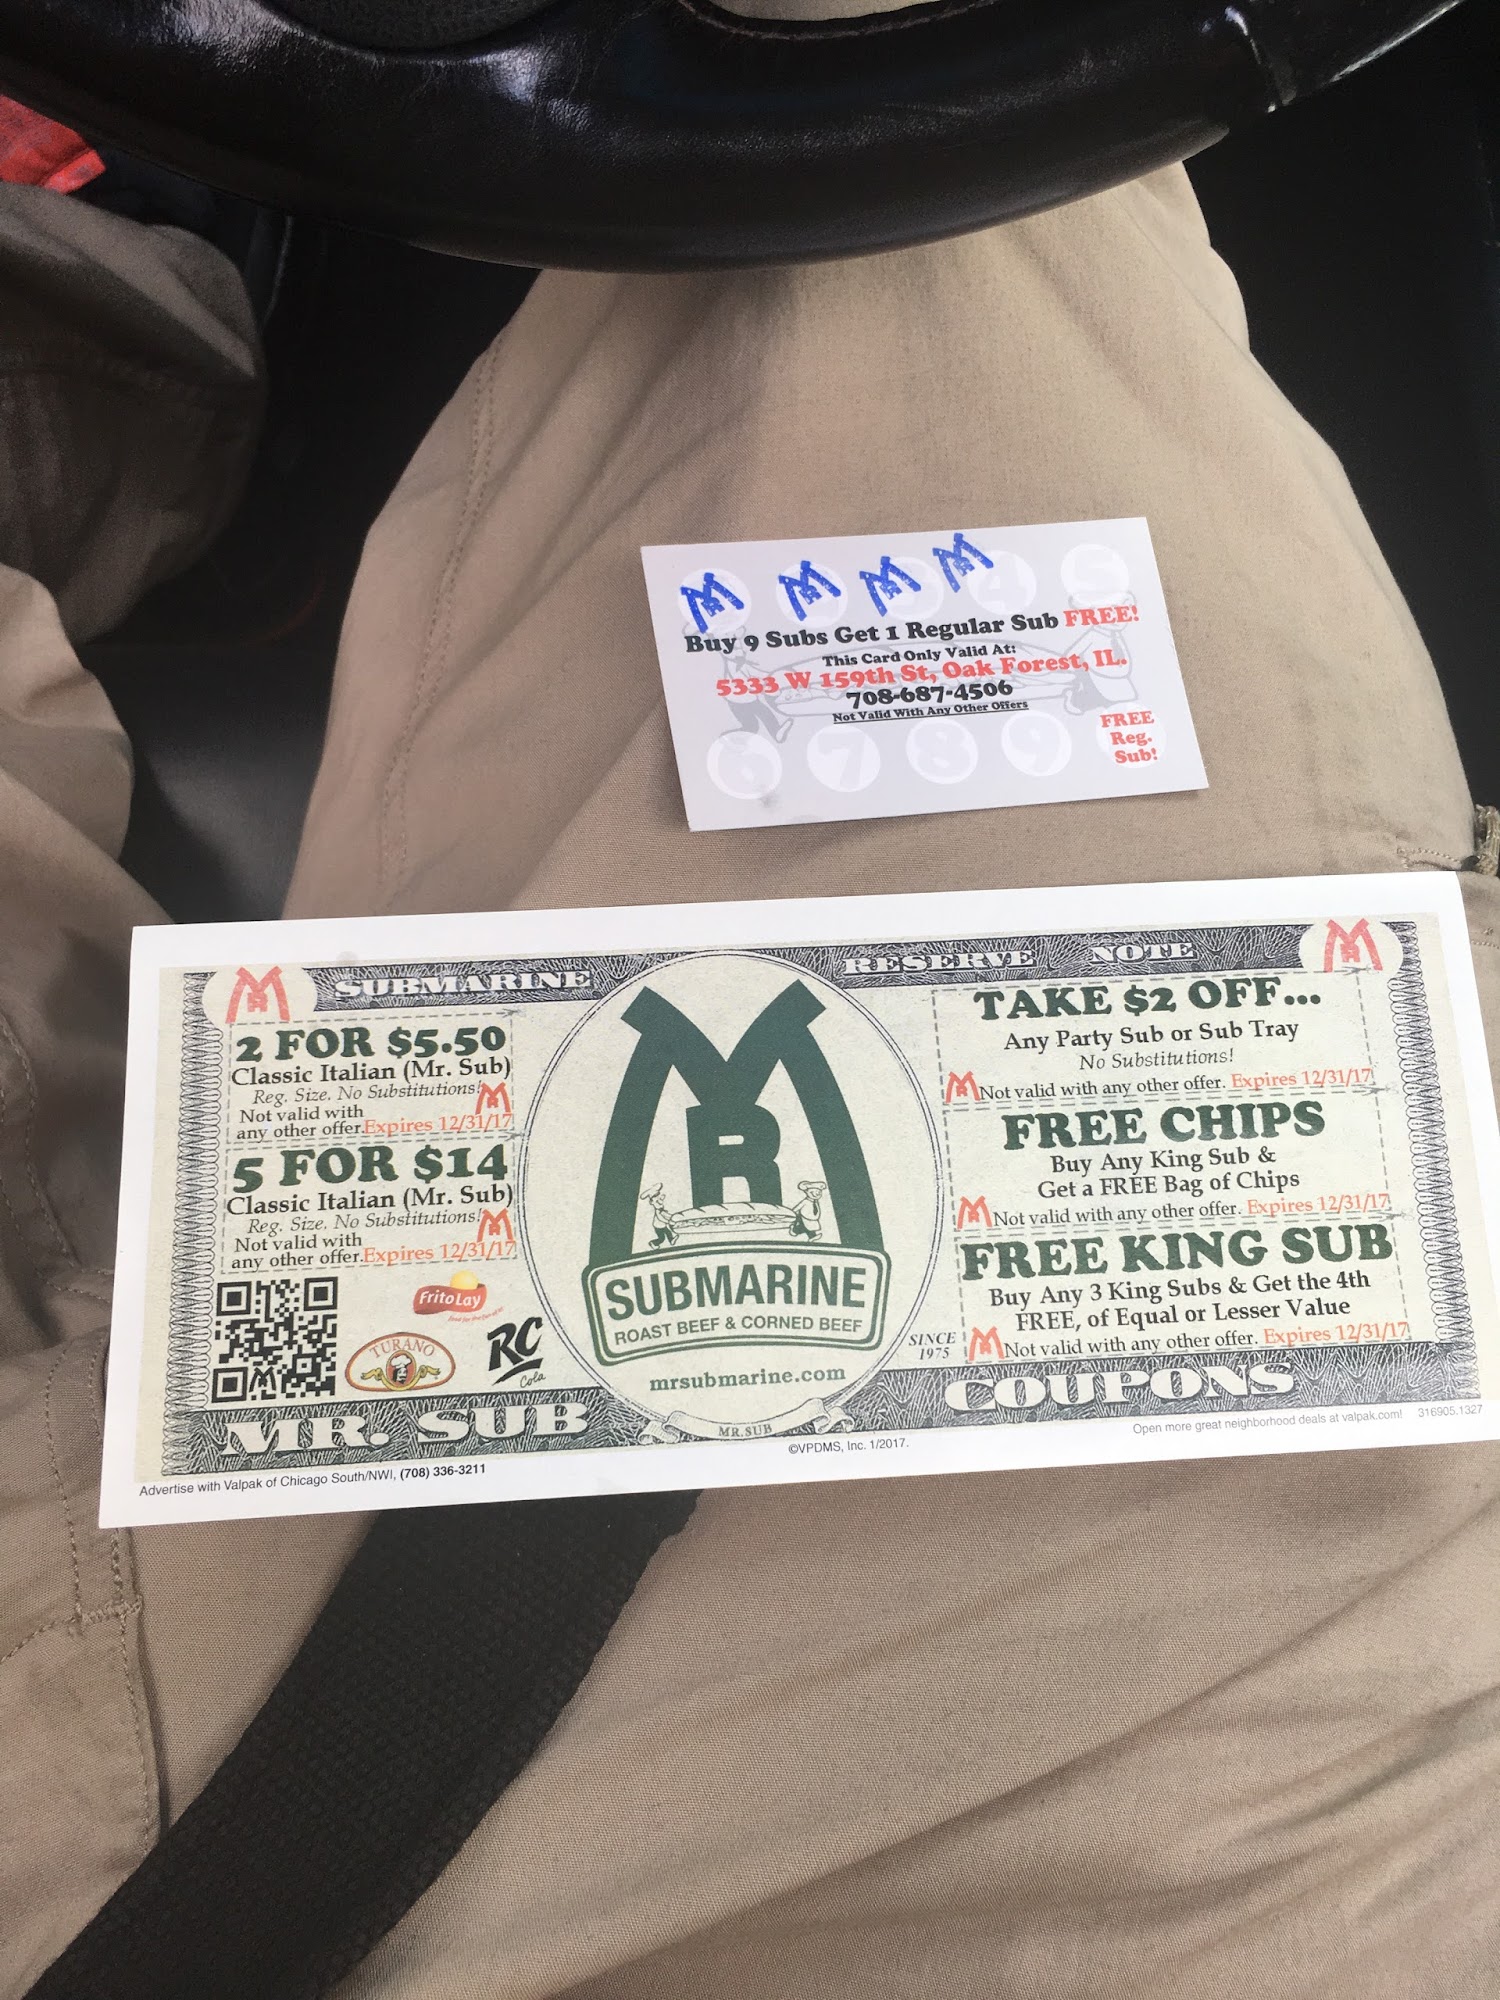 5
4
Buy 9 Subs Get 1 Regular Sub FREE!
This Card Only Valid At:
5333 W 159th St, Oak Forest, IL.
708-687-4506
Not Valid With Any Other Offers
6 7 8 9
FREE
Reg.
Sub!
SUBMARINE RESERVE NOTE
2 FOR $5.50
Classic Italian (Mr. Sub)
Reg. Size. No Substitutions!
Not valid with
any other offer. Expires 12/31/17
5 FOR $14
Classic Italian (Mr. Sub)
Reg. Size. No Substitutions!
Not valid with
any other offer. Expires 12/31/17
FritoLay
TURANO
RC
Cola
MR. SUB
MR
SUBMARINE
ROAST BEEF & CORNED BEEF
mrsubmarine.com
MR. SUB
SINCE
1975
TAKE $2 OFF...
Any Party Sub or Sub Tray
No Substitutions!
Not valid with any other offer. Expires 12/31/17
FREE CHIPS
Buy Any King Sub &
Get a FREE Bag of Chips
Not valid with any other offer. Expires 12/31/17
FREE KING SUB
Buy Any 3 King Subs & Get the 4th
FREE, of Equal or Lesser Value
Not valid with any other offer. Expires 12/31/17
COUPONS
Advertise with Valpak of Chicago South/NWI, (708) 336-3211
©VPDMS, Inc. 1/2017.
Open more great neighborhood deals at valpak.com! 316905.1327